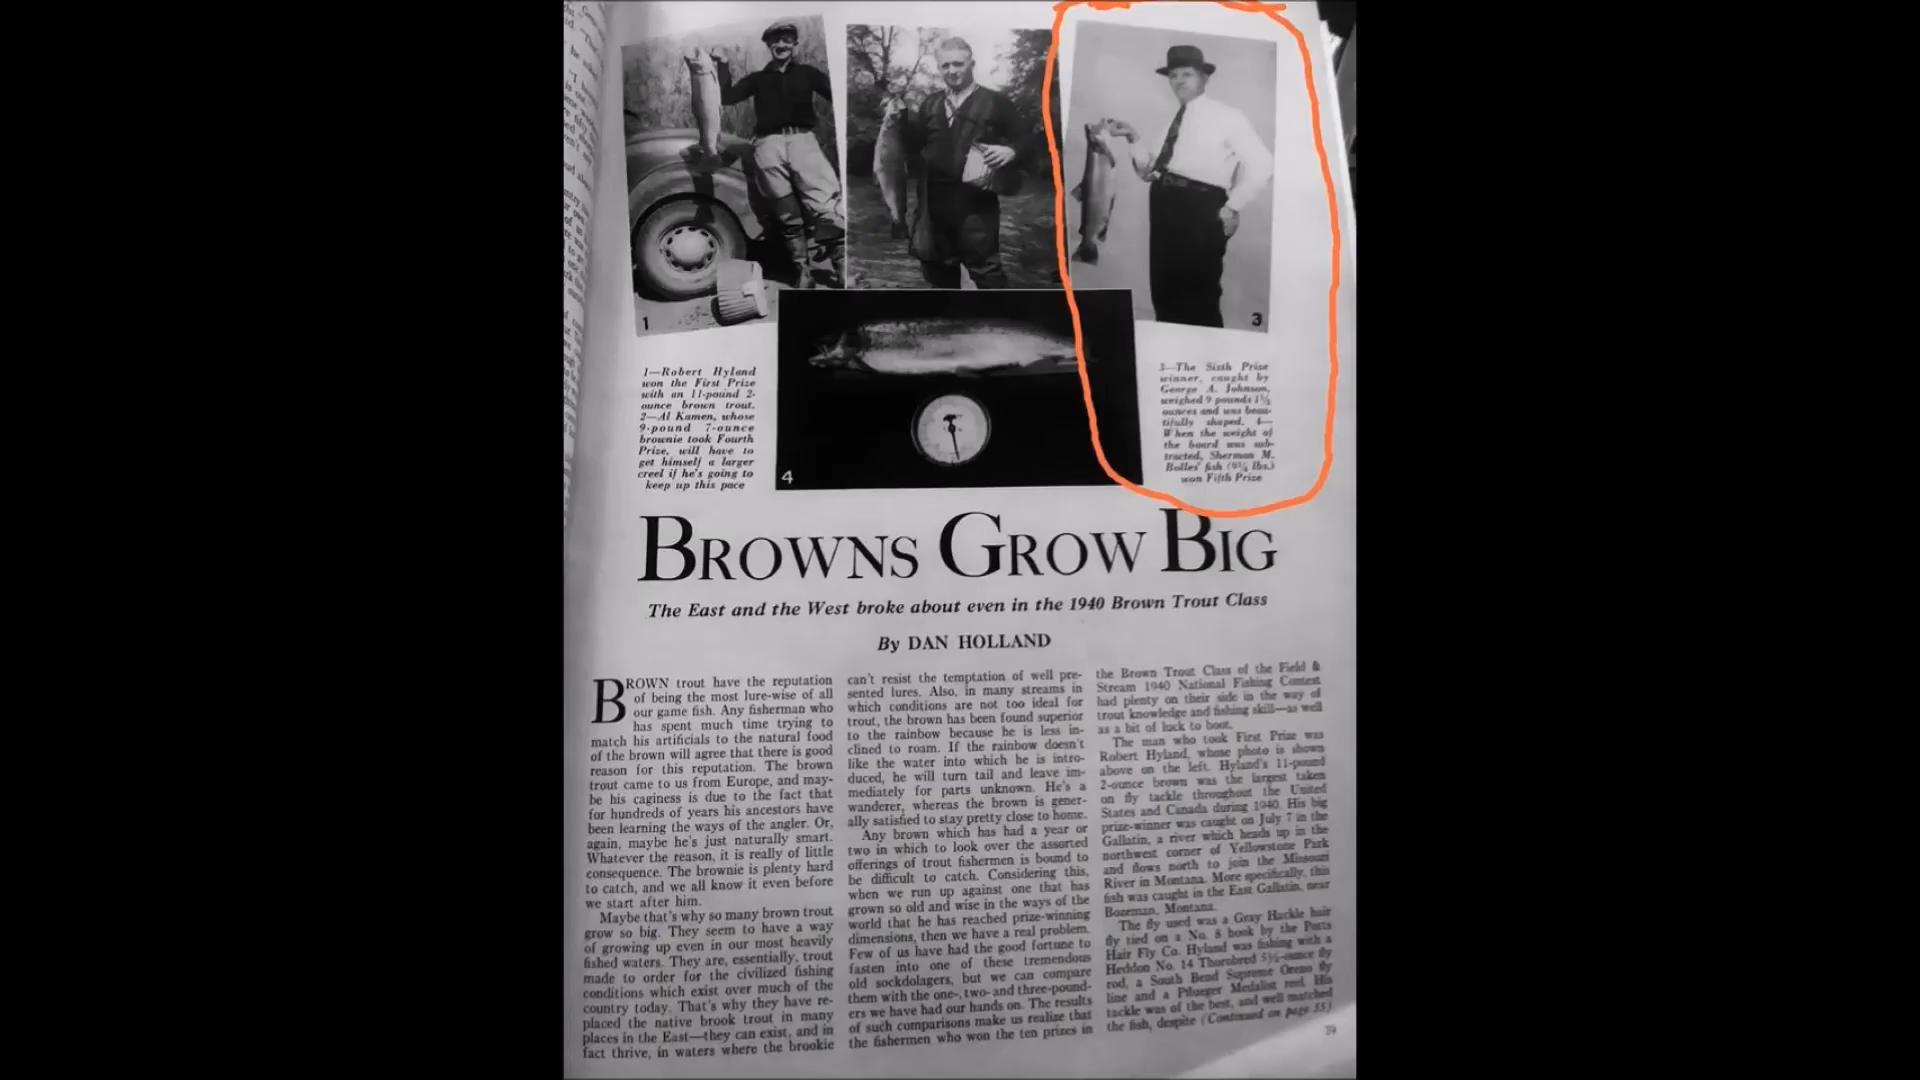 1
3
4
1—Robert Hyland
won the First Prize
with an 11-pound 2-
ounce brown trout.
2—Al Kamen, whose
9-pound 7-ounce
brownie took Fourth
Prize, will have to
get himself a larger
creel if he's going to
keep up this pace
3—The Sixth Prize
winner, caught by
George A. Johnson,
weighed 9 pounds 1½
ounces and was beau-
tifully shaped. 4—
When the weight of
the board was sub-
tracted, Sherman M.
Bolles' fish (9¼ lbs.)
won Fifth Prize
BROWNS GROW BIG
The East and the West broke about even in the 1940 Brown Trout Class
By DAN HOLLAND
BROWN trout have the reputation
of being the most lure-wise of all
our game fish. Any fisherman who
has spent much time trying to
match his artificials to the natural food
of the brown will agree that there is good
reason for this reputation. The brown
trout came to us from Europe, and may-
be his caginess is due to the fact that
for hundreds of years his ancestors have
been learning the ways of the angler. Or,
again, maybe he's just naturally smart.
Whatever the reason, it is really of little
consequence. The brownie is plenty hard
to catch, and we all know it even before
we start after him.
Maybe that's why so many brown trout
grow so big. They seem to have a way
of growing up even in our most heavily
fished waters. They are, essentially, trout
made to order for the civilized fishing
conditions which exist over much of the
country today. That's why they have re-
placed the native brook trout in many
places in the East—they can exist, and in
fact thrive, in waters where the brookie
can't resist the temptation of well pre-
sented lures. Also, in many streams in
which conditions are not too ideal for
trout, the brown has been found superior
to the rainbow because he is less in-
clined to roam. If the rainbow doesn't
like the water into which he is intro-
duced, he will turn tail and leave im-
mediately for parts unknown. He's a
wanderer, whereas the brown is gener-
ally satisfied to stay pretty close to home.
Any brown which has had a year or
two in which to look over the assorted
offerings of trout fishermen is bound to
be difficult to catch. Considering this,
when we run up against one that has
grown so old and wise in the ways of the
world that he has reached prize-winning
dimensions, then we have a real problem.
Few of us have had the good fortune to
fasten into one of these tremendous
old sockdolagers, but we can compare
them with the one-, two- and three-pound-
ers we have had our hands on. The results
of such comparisons make us realize that
the fishermen who won the ten prizes in
the Brown Trout Class of the Field &
Stream 1940 National Fishing Contest
had plenty on their side in the way of
trout knowledge and fishing skill—as well
as a bit of luck to boot.
The man who took First Prize was
Robert Hyland, whose photo is shown
above on the left. Hyland's 11-pound
2-ounce brown was the largest taken
on fly tackle throughout the United
States and Canada during 1940. His big
prize-winner was caught on July 7 in the
Gallatin, a river which heads up in the
northwest corner of Yellowstone Park
and flows north to join the Missouri
River in Montana. More specifically, this
fish was caught in the East Gallatin, near
Bozeman, Montana.
The fly used was a Gray Hackle hair
fly tied on a No. 8 hook by the Potts
Hair Fly Co. Hyland was fishing with a
Heddon No. 14 Thorobred 5½-ounce fly
rod, a South Bend Supreme Oreno fly
line and a Pflueger Medalist reel. His
tackle was of the best, and well matched
the fish, despite (Continued on page 55)